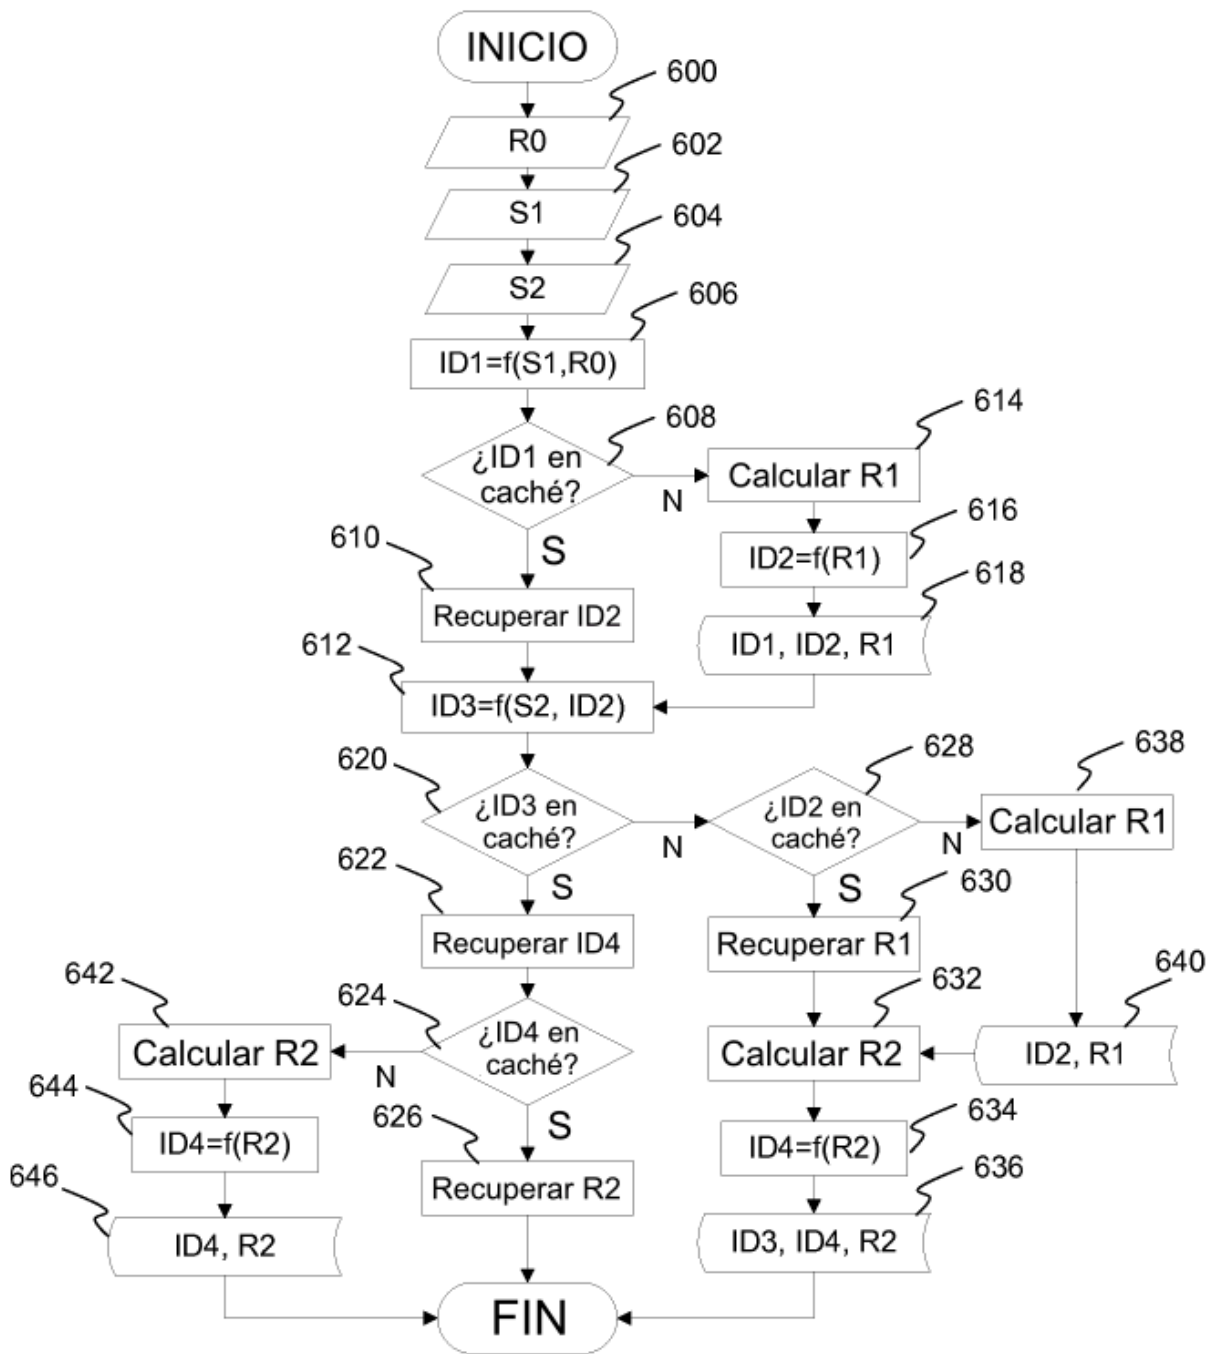 INICIO
600
R0
602
S1
604
S2
606
ID1=f(S1,R0)
608
¿ID1 en
caché?
N
S
614
Calcular R1
616
ID2=f(R1)
618
ID1, ID2, R1
610
Recuperar ID2
612
ID3=f(S2, ID2)
620
¿ID3 en
caché?
N
S
628
¿ID2 en
caché?
N
S
638
Calcular R1
622
Recuperar ID4
630
Recuperar R1
640
ID2, R1
624
¿ID4 en
caché?
N
S
632
Calcular R2
642
Calcular R2
644
ID4=f(R2)
646
ID4, R2
626
Recuperar R2
634
ID4=f(R2)
636
ID3, ID4, R2
FIN